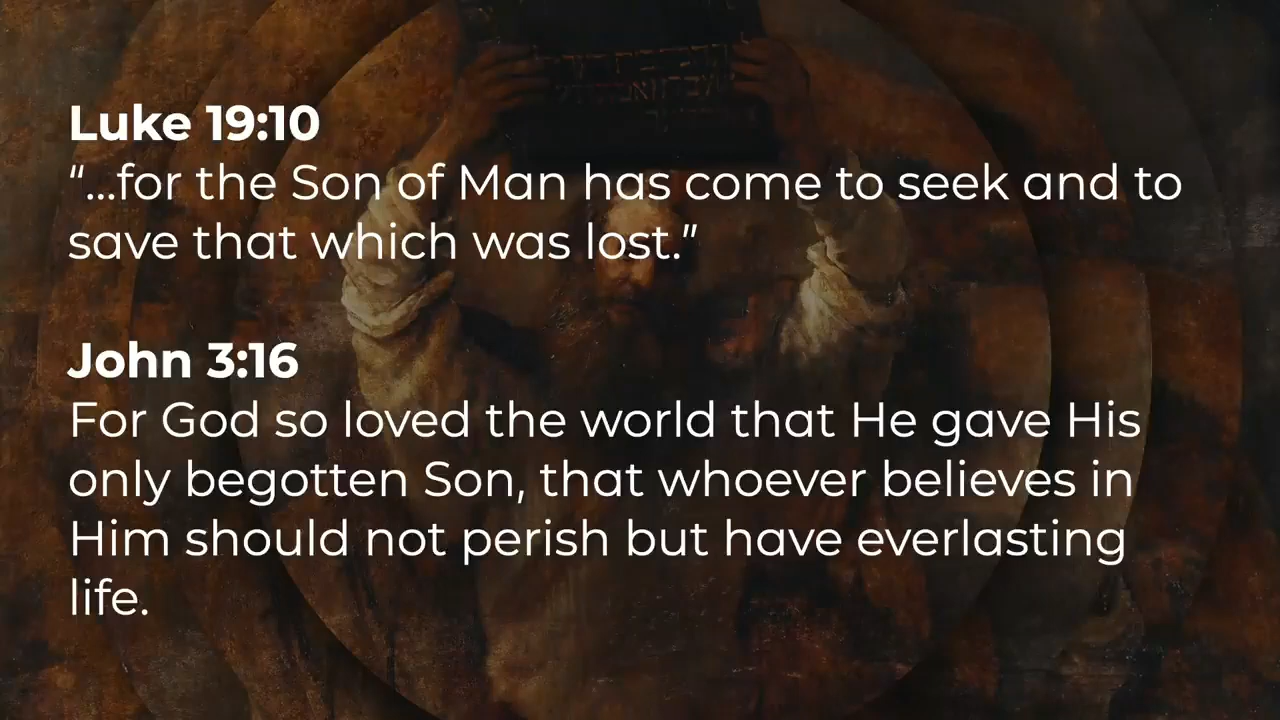 Luke 19:10
“...for the Son of Man has come to seek and to
save that which was lost.”
John 3:16
For God so loved the world that He gave His
only begotten Son, that whoever believes in
Him should not perish but have everlasting
life.